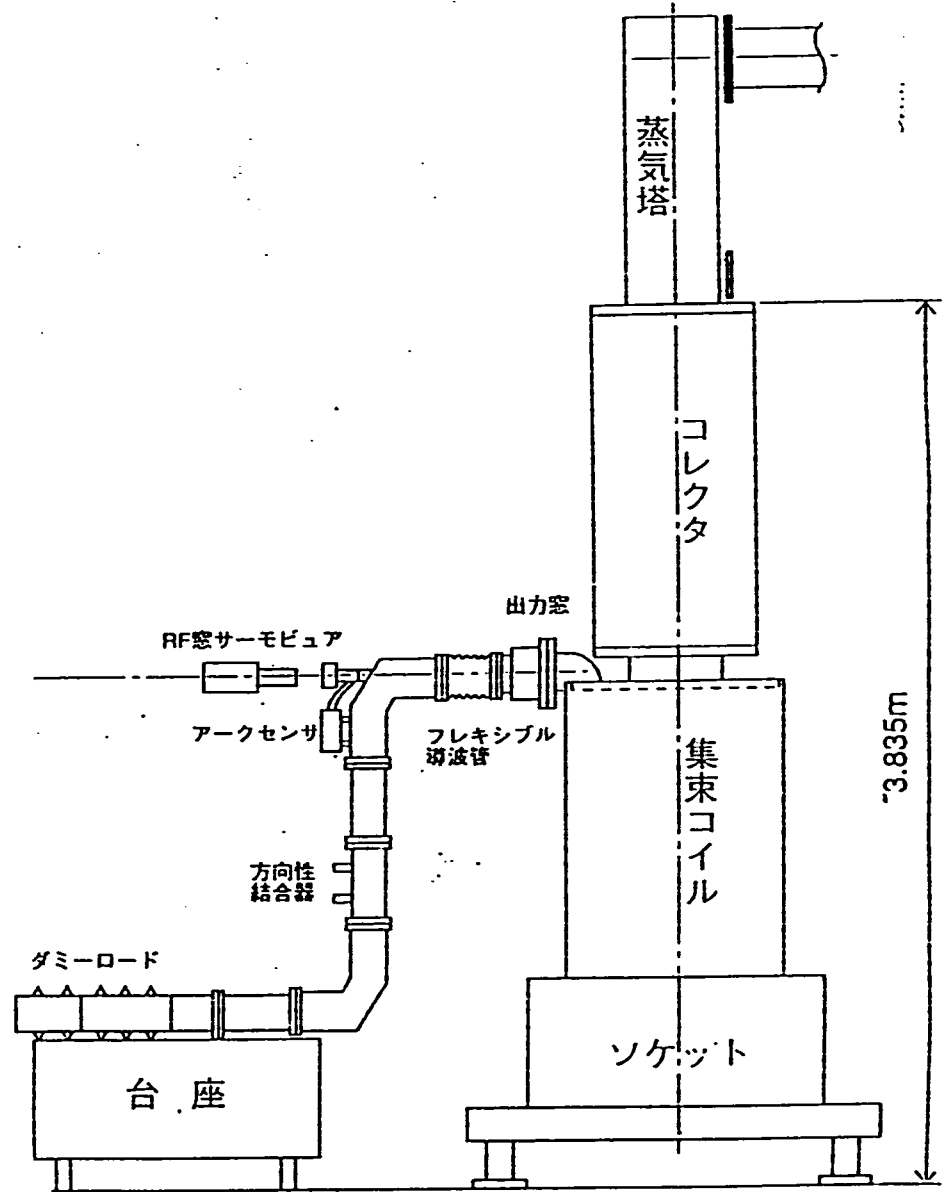 蒸気塔
コレクタ
出力窓
RF窓サーモビュア
アークセンサ
フレキシブル
導波管
集束コイル
3.835m
方向性
結合器
ダミーロード
ソケット
台座